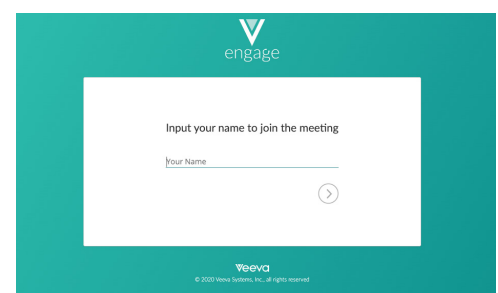 engage
Input your name to join the meeting
Your Name
Veeva
© 2020 Veeva Systems, Inc., all rights reserved